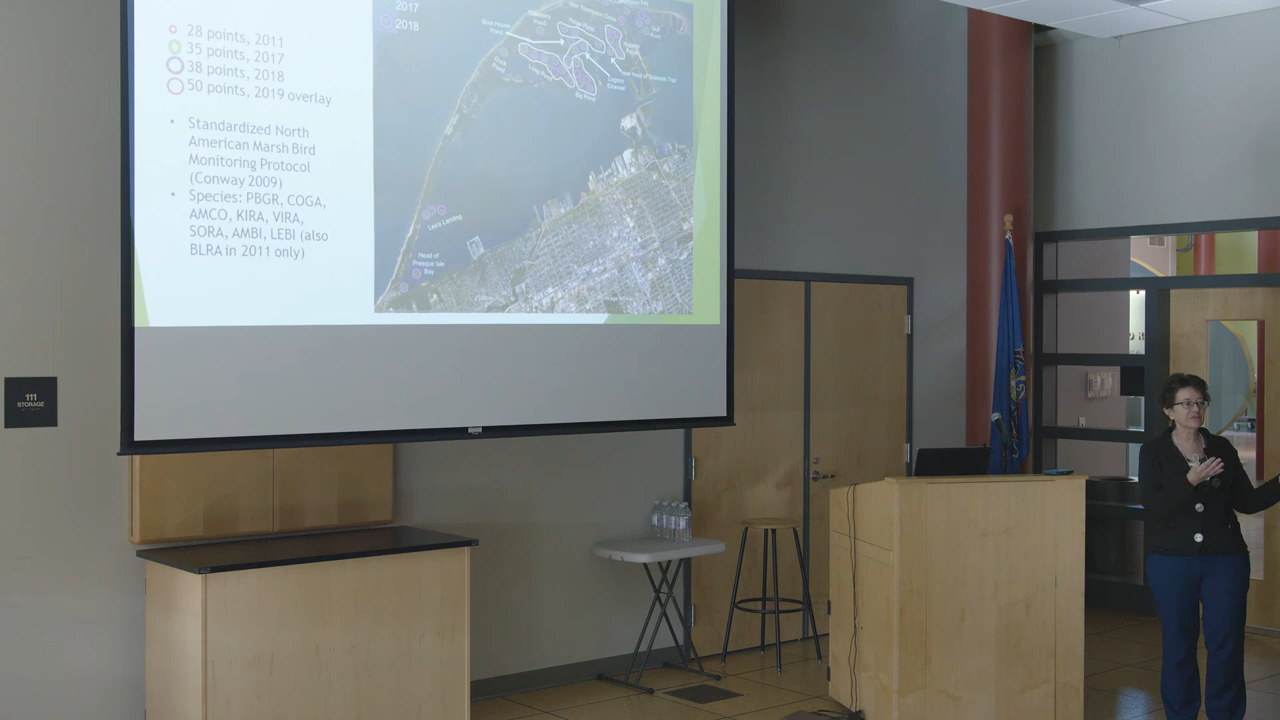 2017
2018
28 points, 2011
35 points, 2017
38 points, 2018
50 points, 2019 overlay
• Standardized North
American Marsh Bird
Monitoring Protocol
(Conway 2009)
• Species: PBGR, COGA,
AMCO, KIRA, VIRA,
SORA, AMBI, LEBI (also
BLRA in 2011 only)
Leo's Landing
Head of
Presque Isle
Bay
Big Pond
111
STORAGE